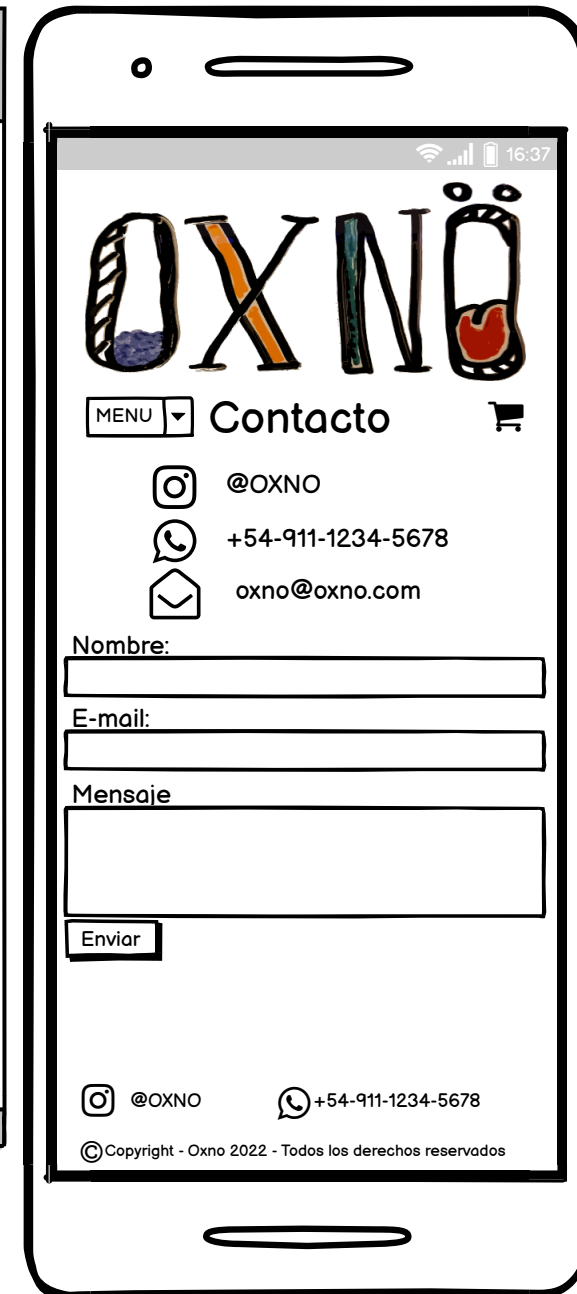 16:37
OXNÖ
MENU Contacto
@OXNO
+54-911-1234-5678
oxno@oxno.com
Nombre:
E-mail:
Mensaje
Enviar
@OXNO +54-911-1234-5678
©Copyright - Oxno 2022 - Todos los derechos reservados